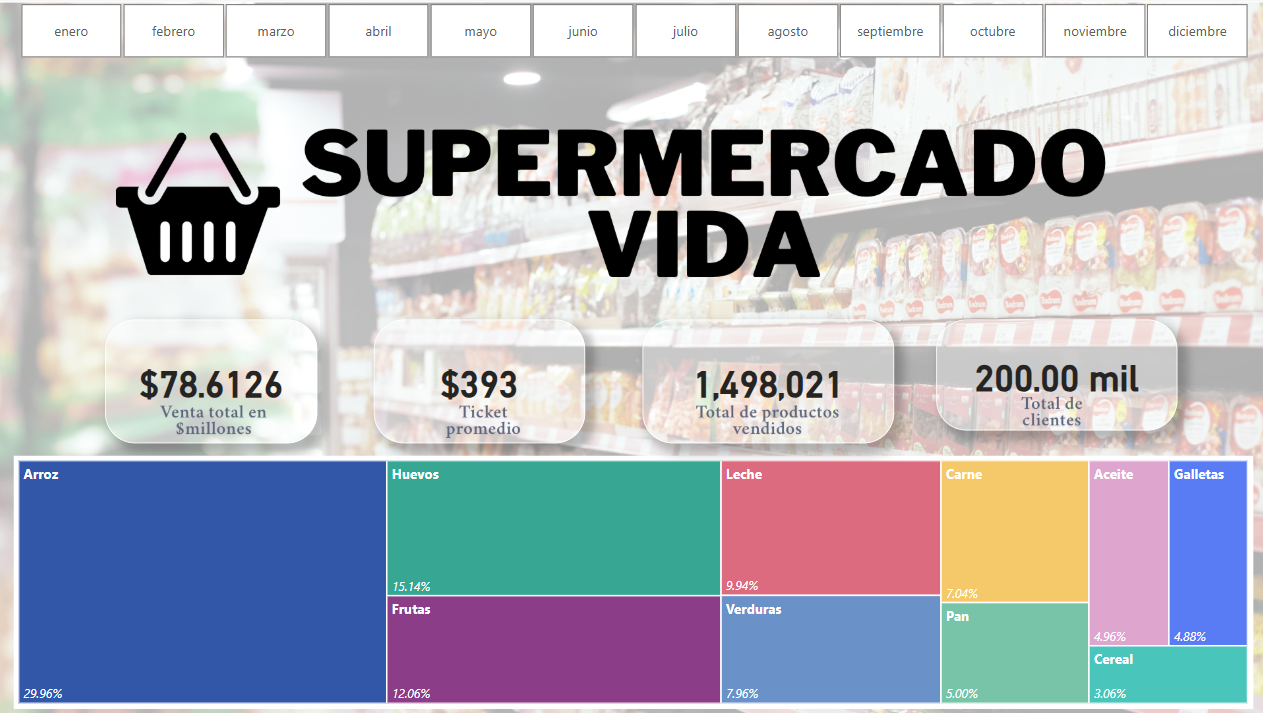 enero febrero marzo abril mayo junio julio agosto septiembre octubre noviembre diciembre
SUPERMERCADO
VIDA
$78.6126
Venta total en
$millones
$393
Ticket
promedio
1,498,021
Total de productos
vendidos
200.00 mil
Total de
clientes
Arroz
29.96%
Huevos
15.14%
Frutas
12.06%
Leche
9.94%
Verduras
7.96%
Carne
7.04%
Pan
5.00%
Aceite
4.96%
Galletas
4.88%
Cereal
3.06%